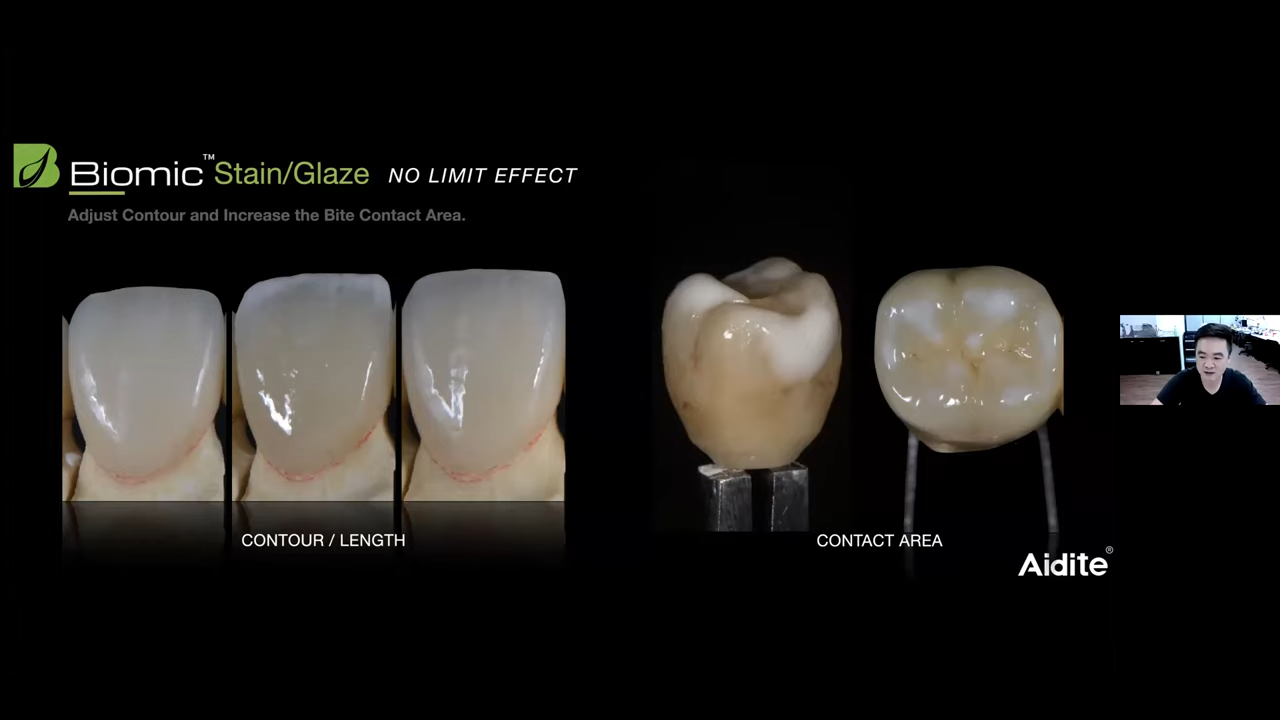 Biomic™ Stain/Glaze NO LIMIT EFFECT
Adjust Contour and Increase the Bite Contact Area.
CONTOUR / LENGTH
CONTACT AREA
Aidite®